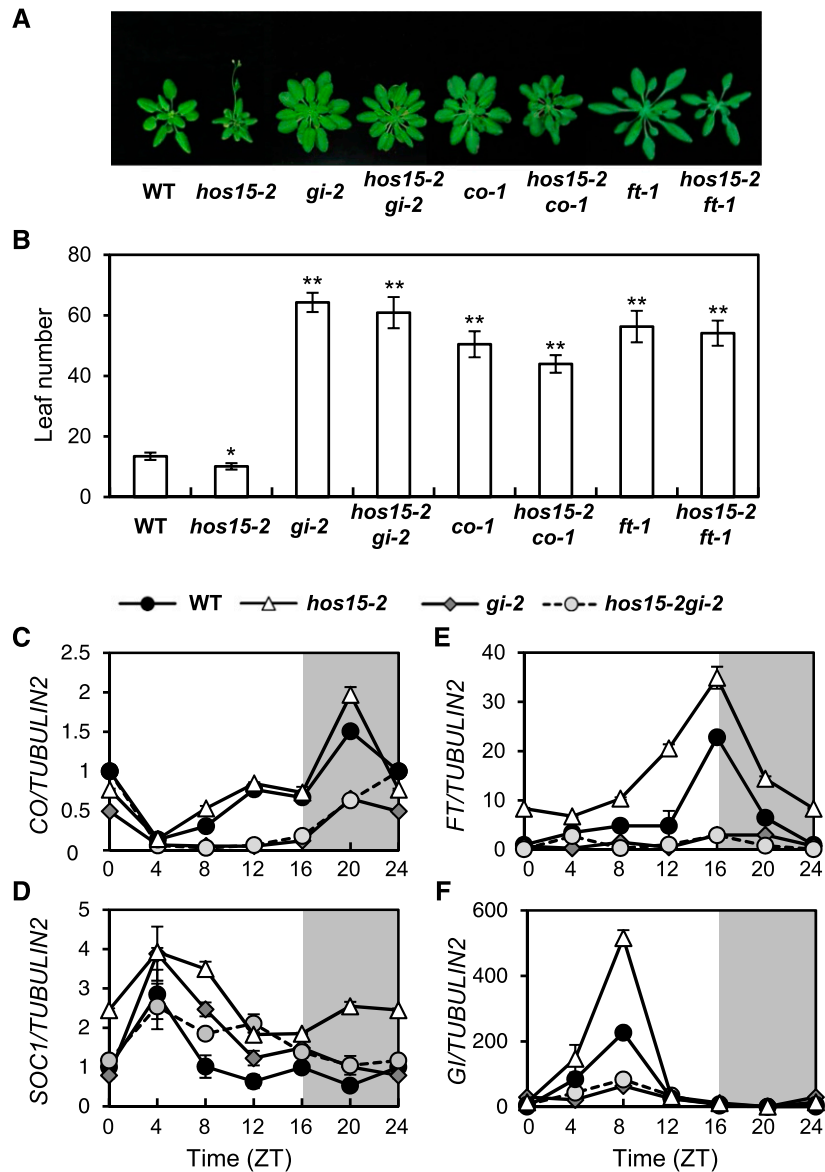 A
WT hos15-2 gi-2 hos15-2 gi-2 co-1 hos15-2 co-1 ft-1 hos15-2 ft-1
B
80
60
40
20
0
Leaf number
**
**
**
**
**
**
*
WT hos15-2 gi-2 hos15-2 gi-2 co-1 hos15-2 co-1 ft-1 hos15-2 ft-1
WT hos15-2 gi-2 hos15-2gi-2
C
CO/TUBULIN2
2.5
2
1.5
1
0.5
0
0 4 8 12 16 20 24
E
FT/TUBULIN2
40
30
20
10
0
0 4 8 12 16 20 24
D
SOC1/TUBULIN2
5
4
3
2
1
0
0 4 8 12 16 20 24
Time (ZT)
F
GI/TUBULIN2
600
400
200
0
0 4 8 12 16 20 24
Time (ZT)